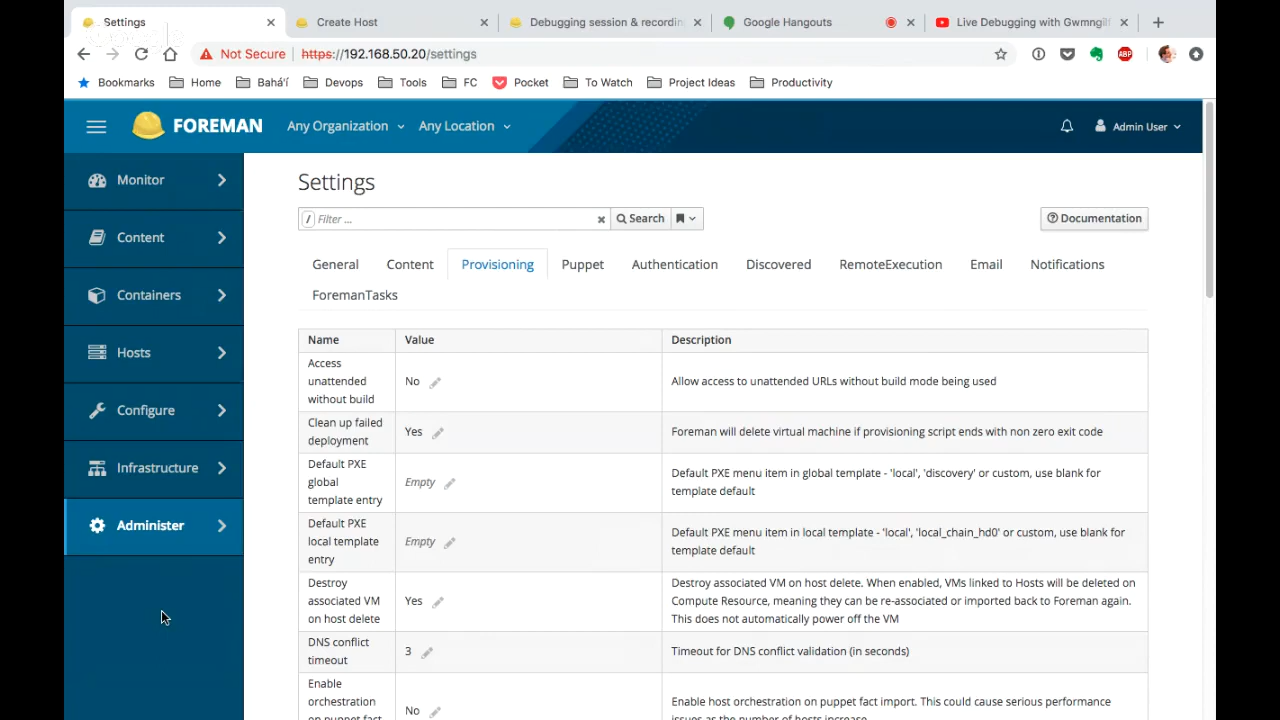 Settings
Create Host
Debugging session & recordin
Google Hangouts
Live Debugging with Gwmngil
Not Secure https://192.168.50.20/settings
ABP
Bookmarks Home Bahá'í Devops Tools FC Pocket To Watch Project Ideas Productivity
FOREMAN Any Organization Any Location Admin User
Monitor
Content
Containers
Hosts
Configure
Infrastructure
Administer
Settings
/ Filter ... Search Documentation
General Content Provisioning Puppet Authentication Discovered RemoteExecution Email Notifications
ForemanTasks
Name Value Description
Access
unattended
without build
No
Allow access to unattended URLs without build mode being used
Clean up failed
deployment
Yes
Foreman will delete virtual machine if provisioning script ends with non zero exit code
Default PXE
global
template entry
Empty
Default PXE menu item in global template - 'local', 'discovery' or custom, use blank for
template default
Default PXE
local template
entry
Empty
Default PXE menu item in local template - 'local', 'local_chain_hd0' or custom, use blank for
template default
Destroy
associated VM
on host delete
Yes
Destroy associated VM on host delete. When enabled, VMs linked to Hosts will be deleted on
Compute Resource, meaning they can be re-associated or imported back to Foreman again.
This does not automatically power off the VM
DNS conflict
timeout
3
Timeout for DNS conflict validation (in seconds)
Enable
orchestration
on puppet fact
No
Enable host orchestration on puppet fact import. This could cause serious performance
issues as the number of hosts increase